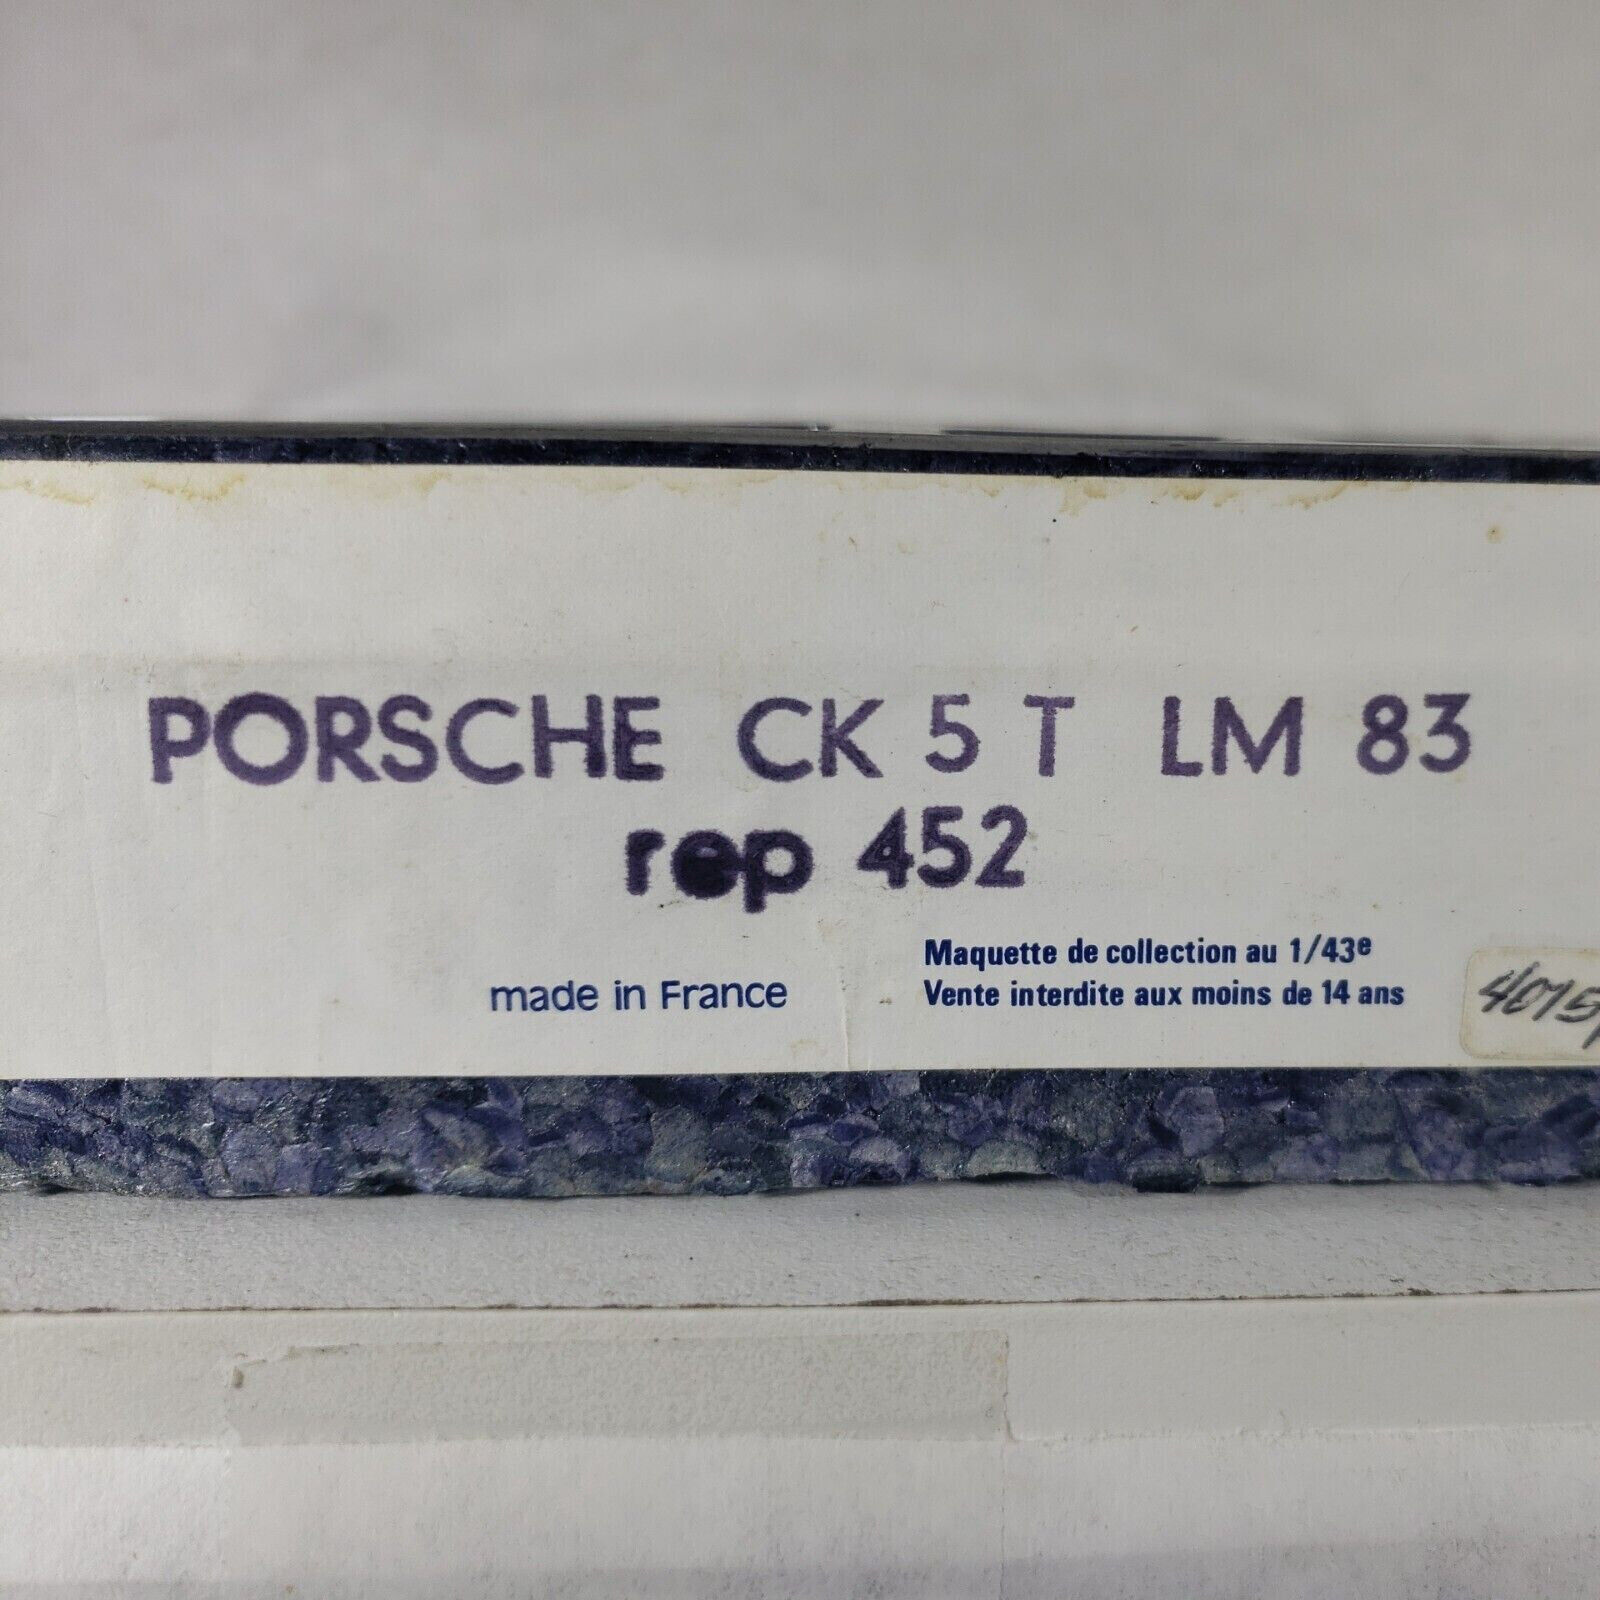 PORSCHE CK 5 T LM 83
rep 452
made in France
Maquette de collection au 1/43e
Vente interdite aux moins de 14 ans